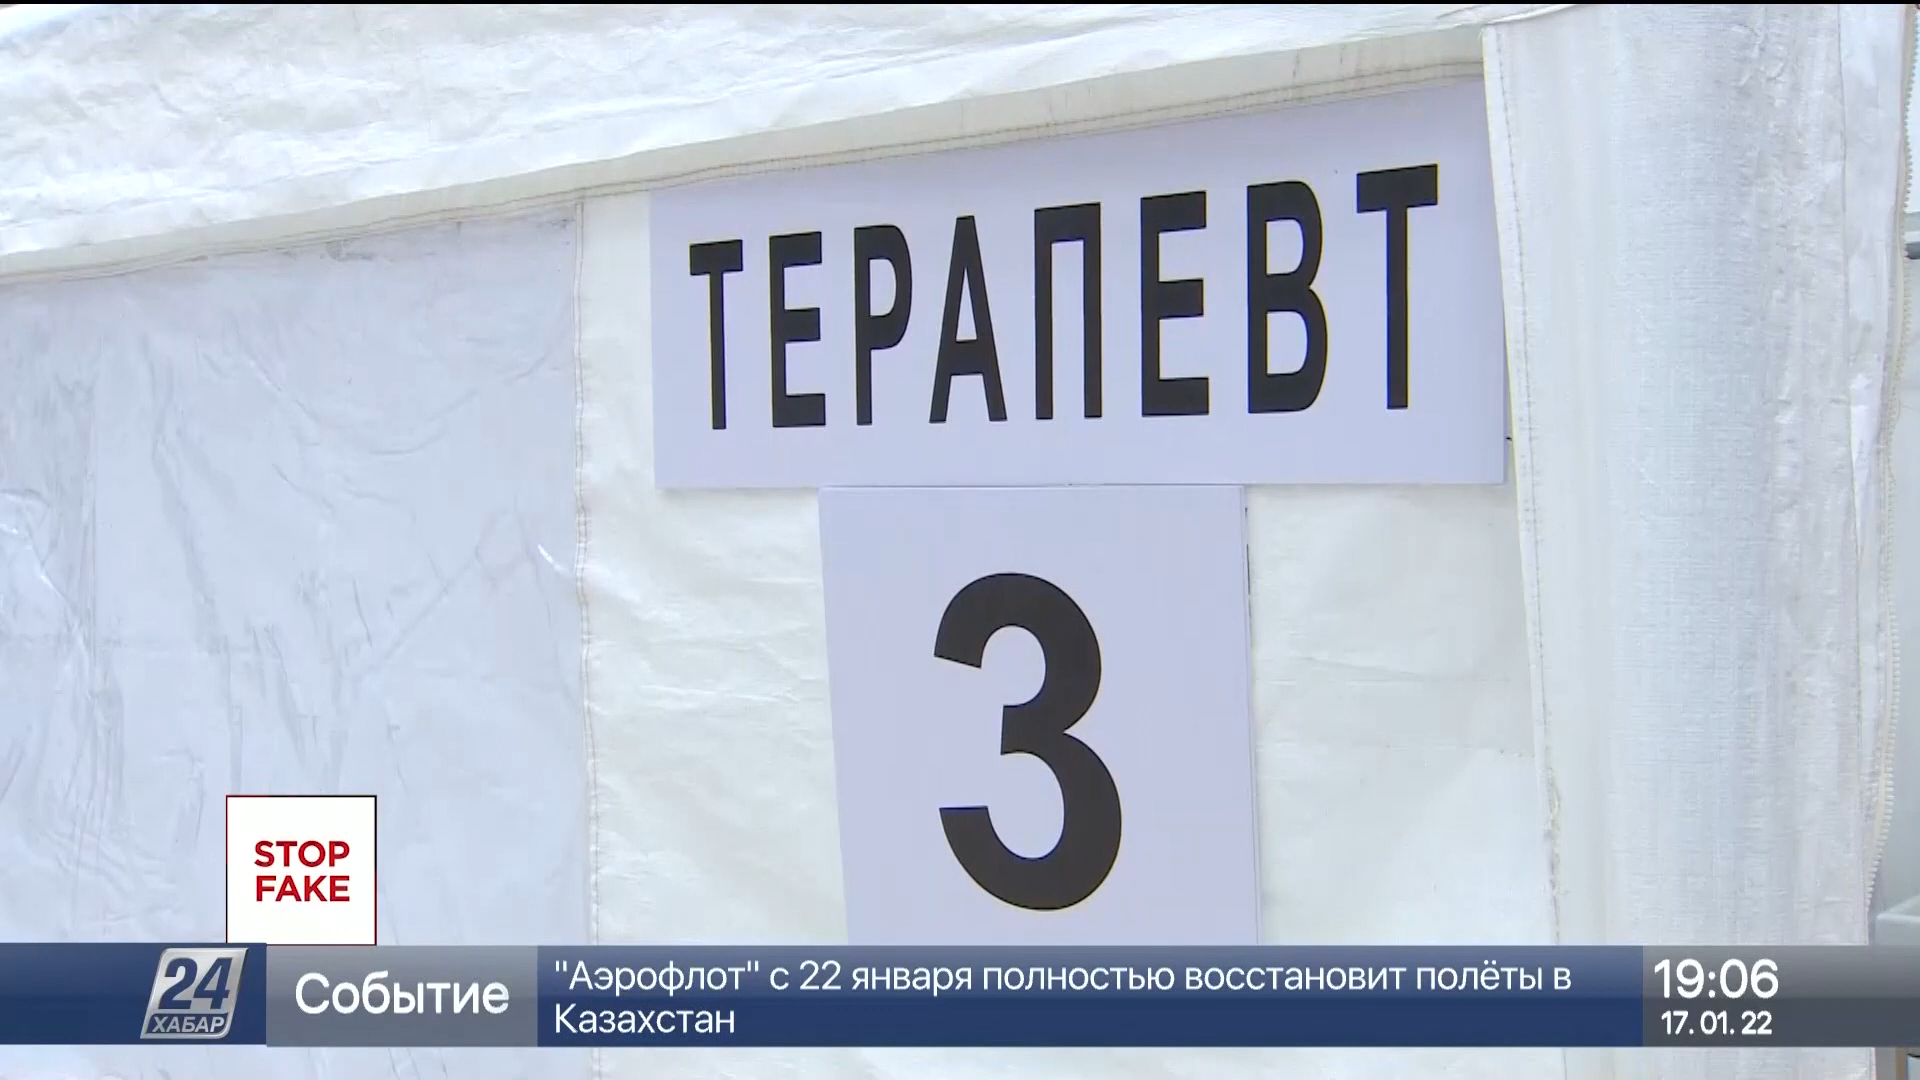 ТЕРАПЕВТ
3
STOP
FAKE
24
ХАБАР
Событие
"Аэрофлот" с 22 января полностью восстановит полёты в
Казахстан
19:06
17. 01. 22